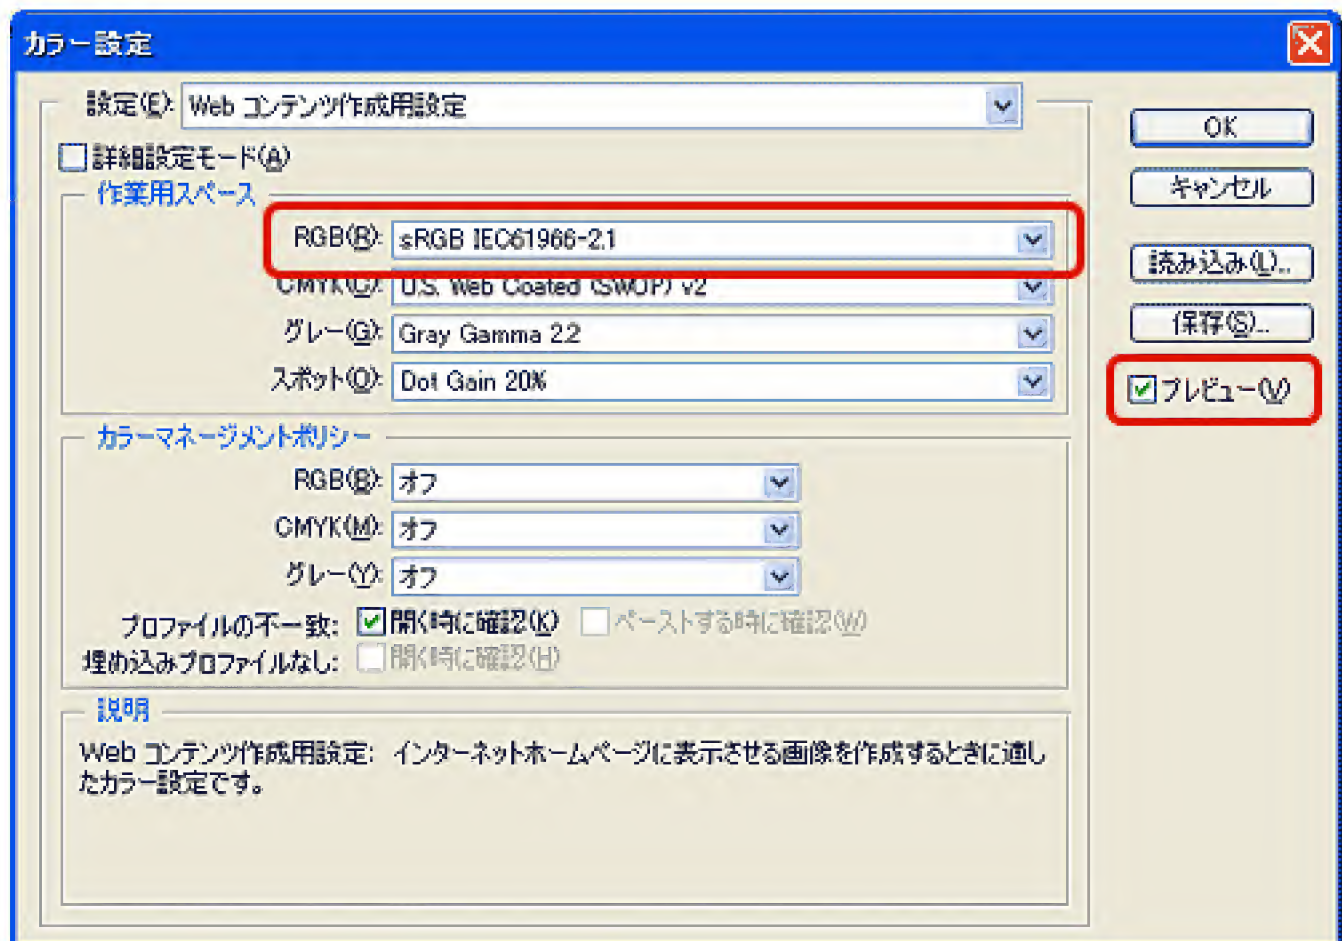 カラー設定
設定(E): Web コンテンツ作成用設定
OK
詳細設定モード(A)
キャンセル
作業用スペース
RGB(R): sRGB IEC61966-2.1
読み込み(L)...
CMYK(C): U.S. Web Coated (SWOP) v2
保存(S)...
グレー(G): Gray Gamma 2.2
スポット(O): Dot Gain 20%
プレビュー(V)
カラーマネージメントポリシー
RGB(B): オフ
CMYK(M): オフ
グレー(Y): オフ
プロファイルの不一致: 開く時に確認(K) ペーストする時に確認(W)
埋め込みプロファイルなし: 開く時に確認(H)
説明
Web コンテンツ作成用設定: インターネットホームページに表示させる画像を作成するときに適し
たカラー設定です。